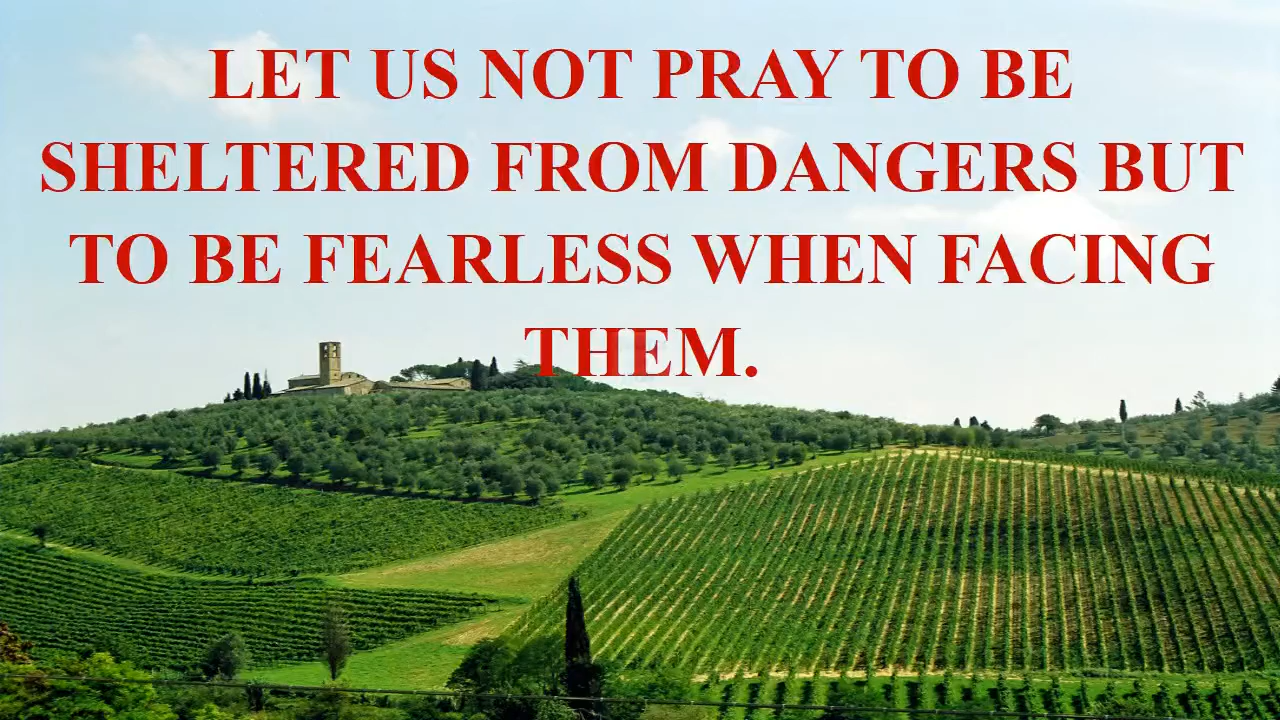 LET US NOT PRAY TO BE
SHELTERED FROM DANGERS BUT
TO BE FEARLESS WHEN FACING
THEM.